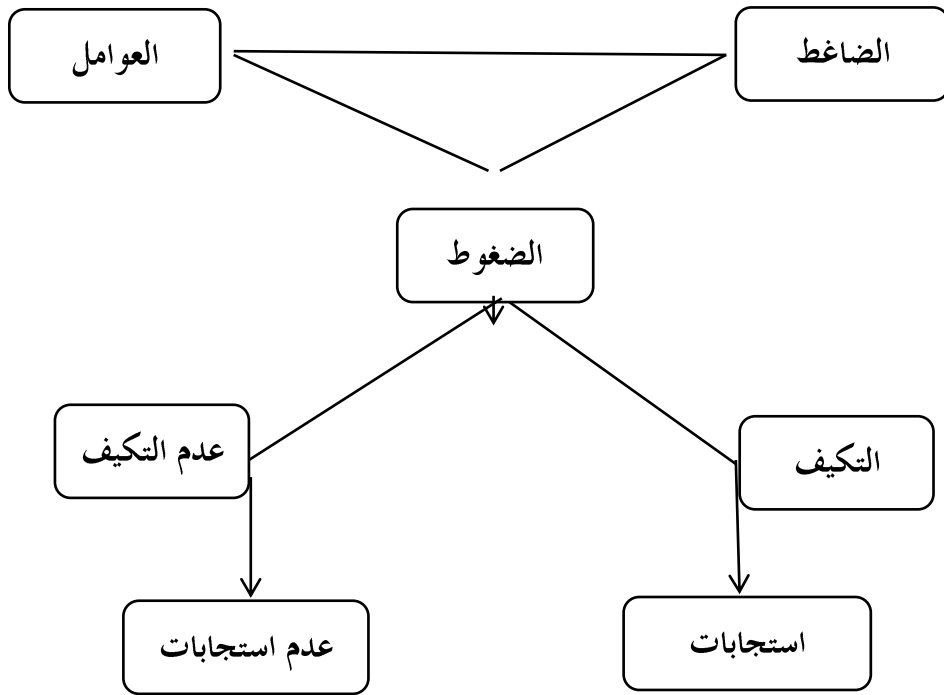 الضاغط
العوامل
الضغوط
التكيف
عدم التكيف
استجابات
عدم استجابات